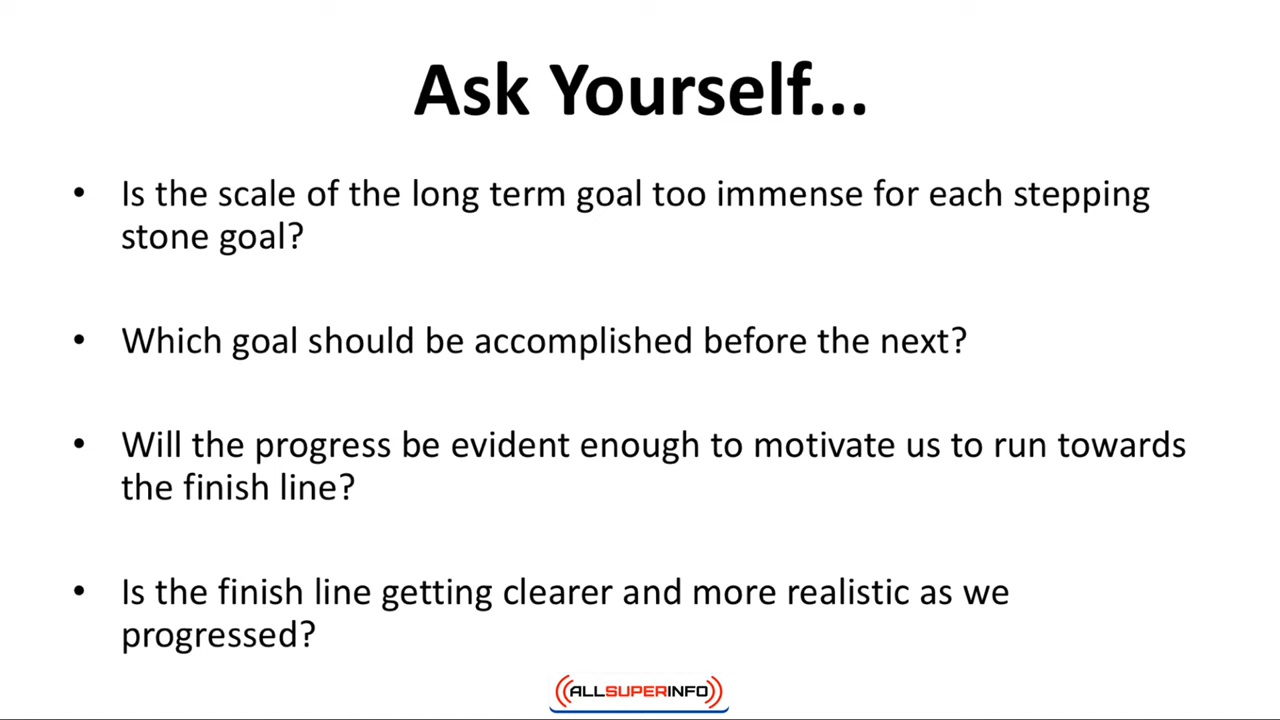 Ask Yourself...
• Is the scale of the long term goal too immense for each stepping
stone goal?
• Which goal should be accomplished before the next?
• Will the progress be evident enough to motivate us to run towards
the finish line?
• Is the finish line getting clearer and more realistic as we
progressed?
ALLSUPERINFO